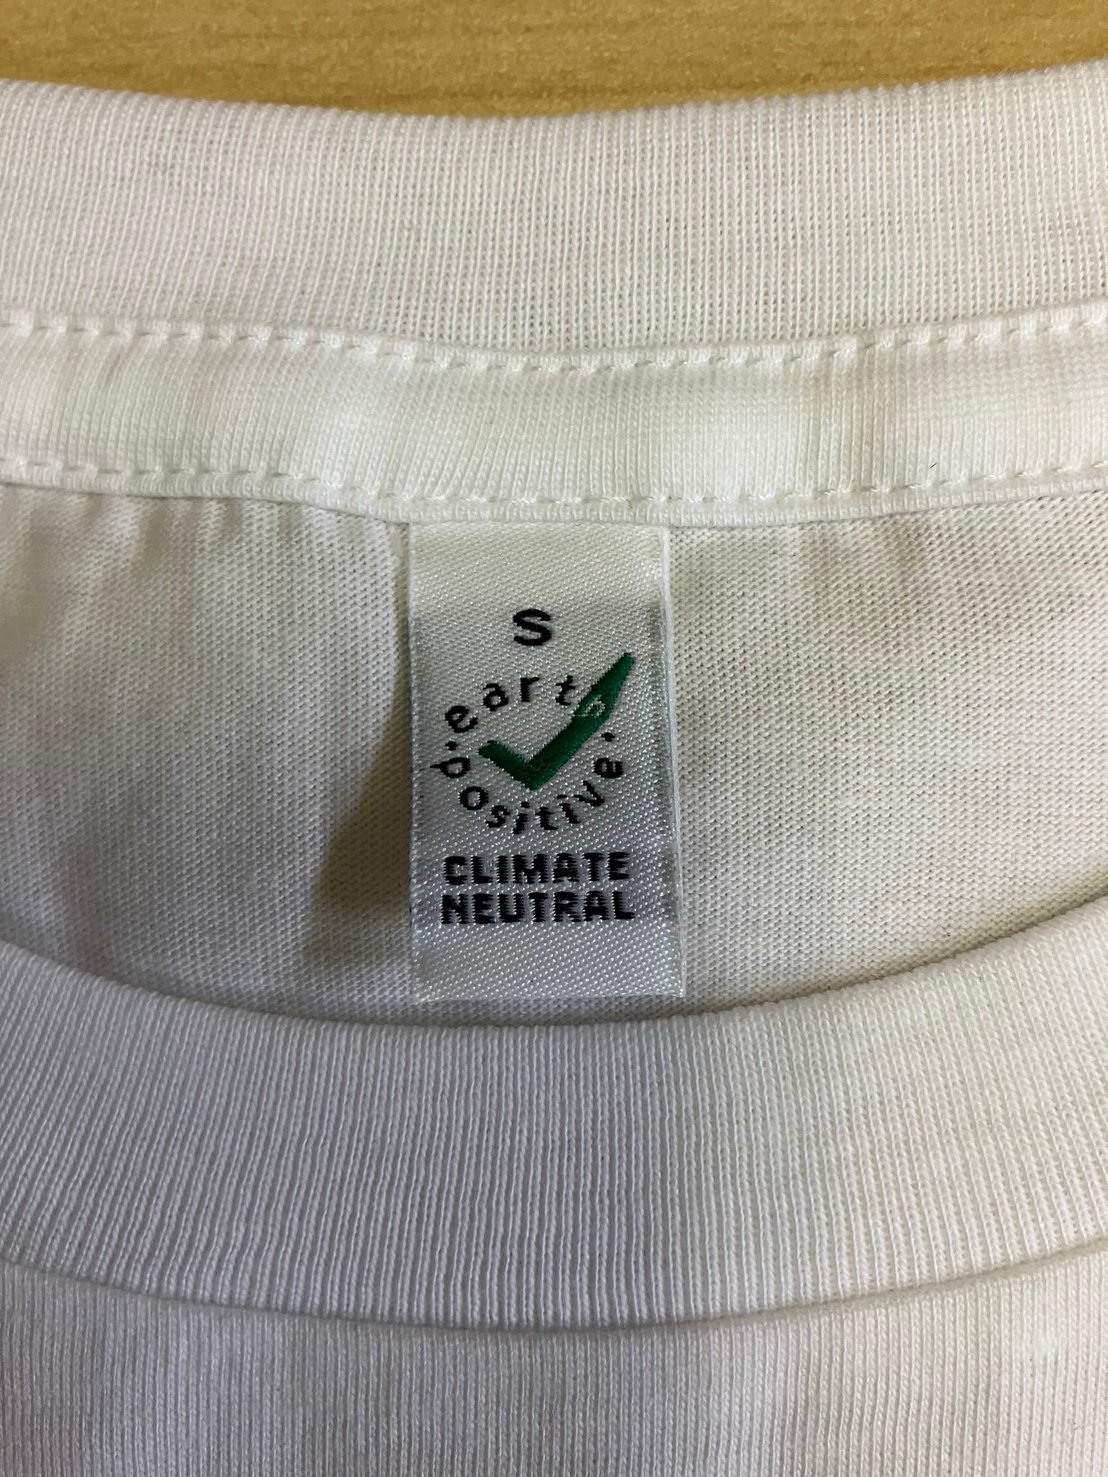 S
earth
positive
CLIMATE
NEUTRAL